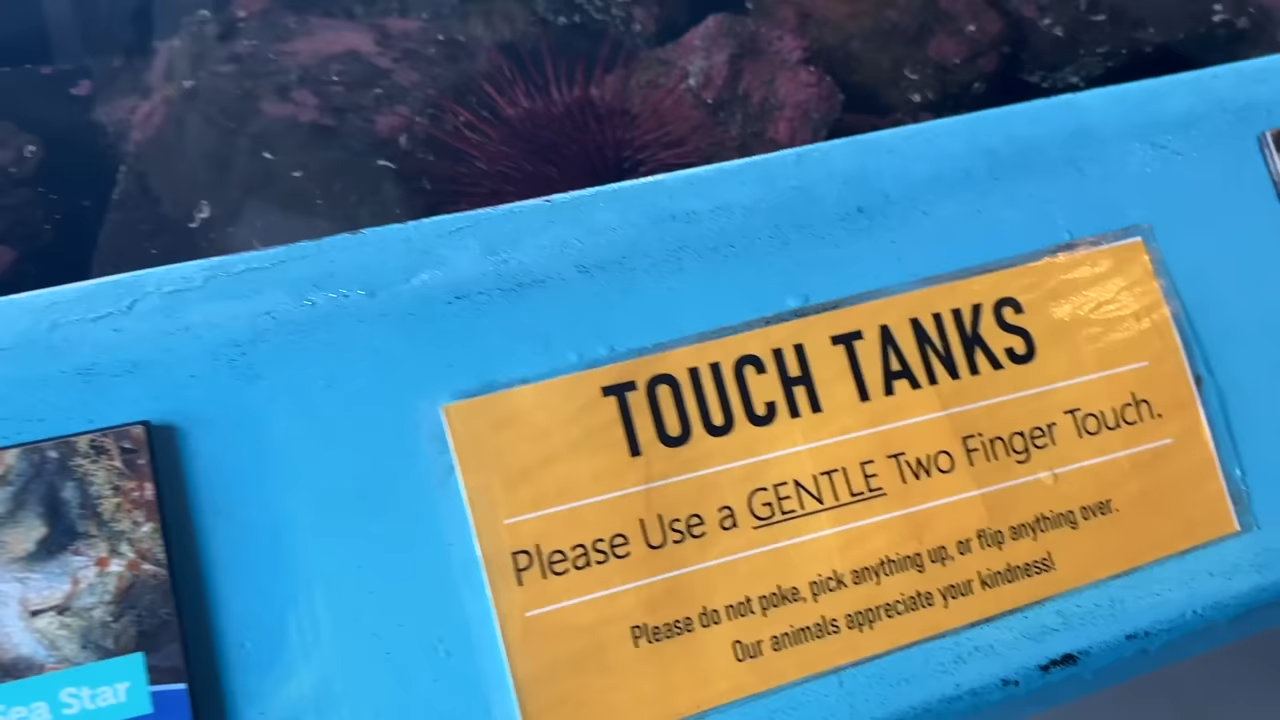 TOUCH TANKS
Please Use a GENTLE Two Finger Touch.
Please do not poke, pick anything up, or flip anything over.
Our animals appreciate your kindness!
Sea Star